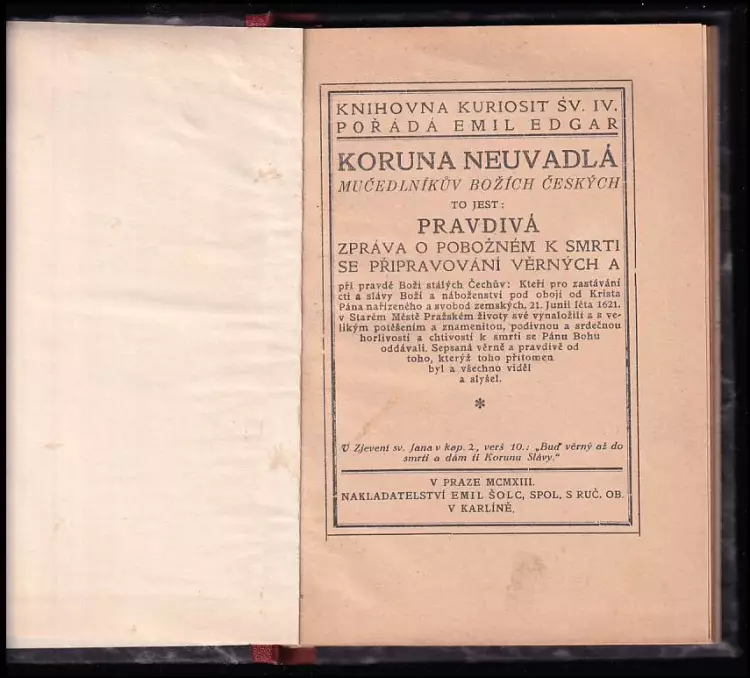 KNIHOVNA KURIOSIT SV. IV.
POŘÁDÁ EMIL EDGAR
KORUNA NEUVADLÁ
MUČEDLNÍKŮV BOŽÍCH ČESKÝCH
TO JEST:
PRAVDIVÁ
ZPRÁVA O POBOŽNÉM K SMRTI
SE PŘIPRAVOVÁNÍ VĚRNÝCH A
při pravdě Boží stálých Čechův: Kteří pro zastávání
cti a slávy Boží a náboženství pod obojí od Krista
Pána nařízeného a svobod zemských, 21. Junii léta 1621.
v Starém Městě Pražském životy své vynaložili a s ve-
likým potěšením a znamenitou, podivnou a srdečnou
horlivostí a chtivostí k smrti se Pánu Bohu
oddávali. Sepsaná věrně a pravdivě od
toho, kterýž toho přítomen
byl a všechno viděl
a slyšel.
*
V Zjevení sv. Jana v kap. 2., verš 10.: „Buď věrný až do
smrti a dám ti Korunu Slávy.“
V PRAZE MCMXIII.
NAKLADATELSTVÍ EMIL ŠOLC, SPOL. S RUČ. OB.
V KARLÍNĚ.